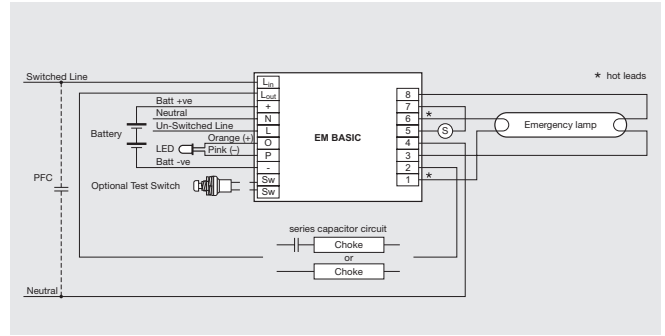 * hot leads
Switched Line
Lin
Lout
Batt +ve
+
Neutral
N
Un-Switched Line
L
Battery
Orange (+)
O
LED
Pink (–)
P
Batt -ve
-
Sw
Sw
Optional Test Switch
PFC
EM BASIC
8
7
6
*
5
S
4
3
2
1
*
Emergency lamp
series capacitor circuit
Choke
or
Choke
Neutral